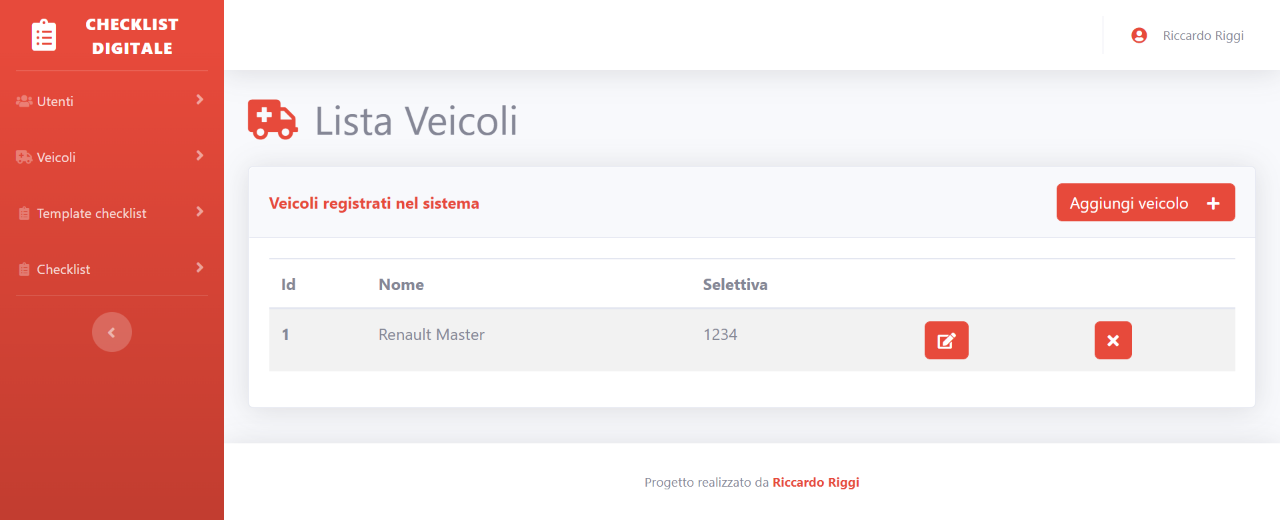 CHECKLIST
DIGITALE
Riccardo Riggi
Utenti
Veicoli
Template checklist
Checklist
Lista Veicoli
Veicoli registrati nel sistema
Aggiungi veicolo
Id Nome Selettiva
1 Renault Master 1234
Progetto realizzato da Riccardo Riggi